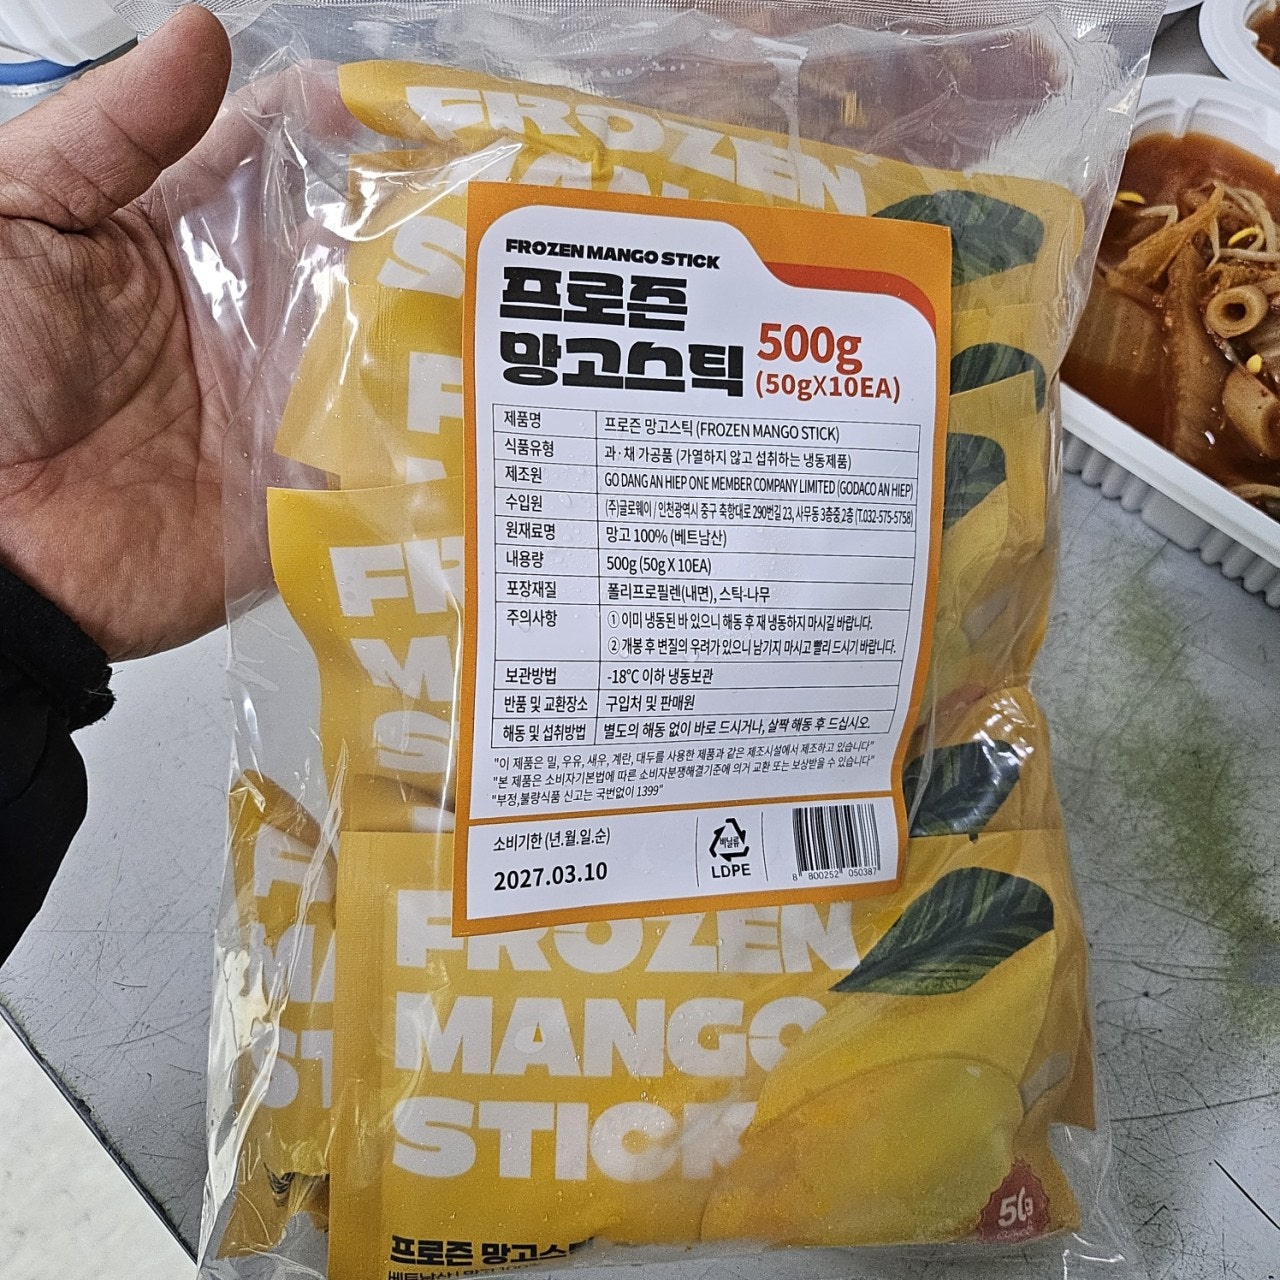 FROZEN
FROZEN MANGO STICK
프로즌
망고스틱
500g
(50gX10EA)
제품명 프로즌 망고스틱 (FROZEN MANGO STICK)
식품유형 과·채 가공품 (가열하지 않고 섭취하는 냉동제품)
제조원 GO DANG AN HIEP ONE MEMBER COMPANY LIMITED (GODACO AN HIEP)
수입원 (주)글로웨이 / 인천광역시 중구 축항대로 290번길 23, 사무동 3층중 2층 (T.032-575-5758)
원재료명 망고 100% (베트남산)
내용량 500g (50g X 10EA)
포장재질 폴리프로필렌(내면), 스틱-나무
주의사항 ① 이미 냉동된 바 있으니 해동 후 재 냉동하지 마시길 바랍니다.
② 개봉 후 변질의 우려가 있으니 남기지 마시고 빨리 드시기 바랍니다.
보관방법 -18℃ 이하 냉동보관
반품 및 교환장소 구입처 및 판매원
해동 및 섭취방법 별도의 해동 없이 바로 드시거나, 살짝 해동 후 드십시오.
"이 제품은 밀, 우유, 새우, 계란, 대두를 사용한 제품과 같은 제조시설에서 제조하고 있습니다"
"본 제품은 소비자기본법에 따른 소비자분쟁해결기준에 의거 교환 또는 보상받을 수 있습니다"
"부정,불량식품 신고는 국번없이 1399"
소비기한 (년.월.일.순)
2027.03.10
비닐류
LDPE
8 800252 050387
FROZEN
MANGO
STICK
50g
프로즌 망고스틱